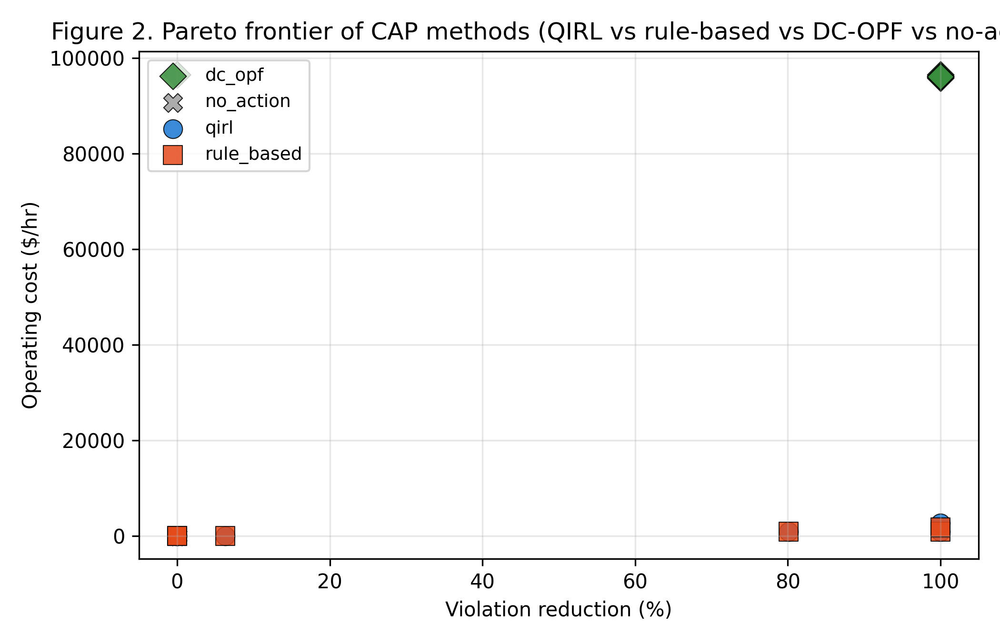 Figure 2. Pareto frontier of CAP methods (QIRL vs rule-based vs DC-OPF vs
100000
80000
60000
40000
20000
0
Operating cost ($/hr)
dc_opf
no_action
qirl
rule_based
0 20 40 60 80 100
Violation reduction (%)